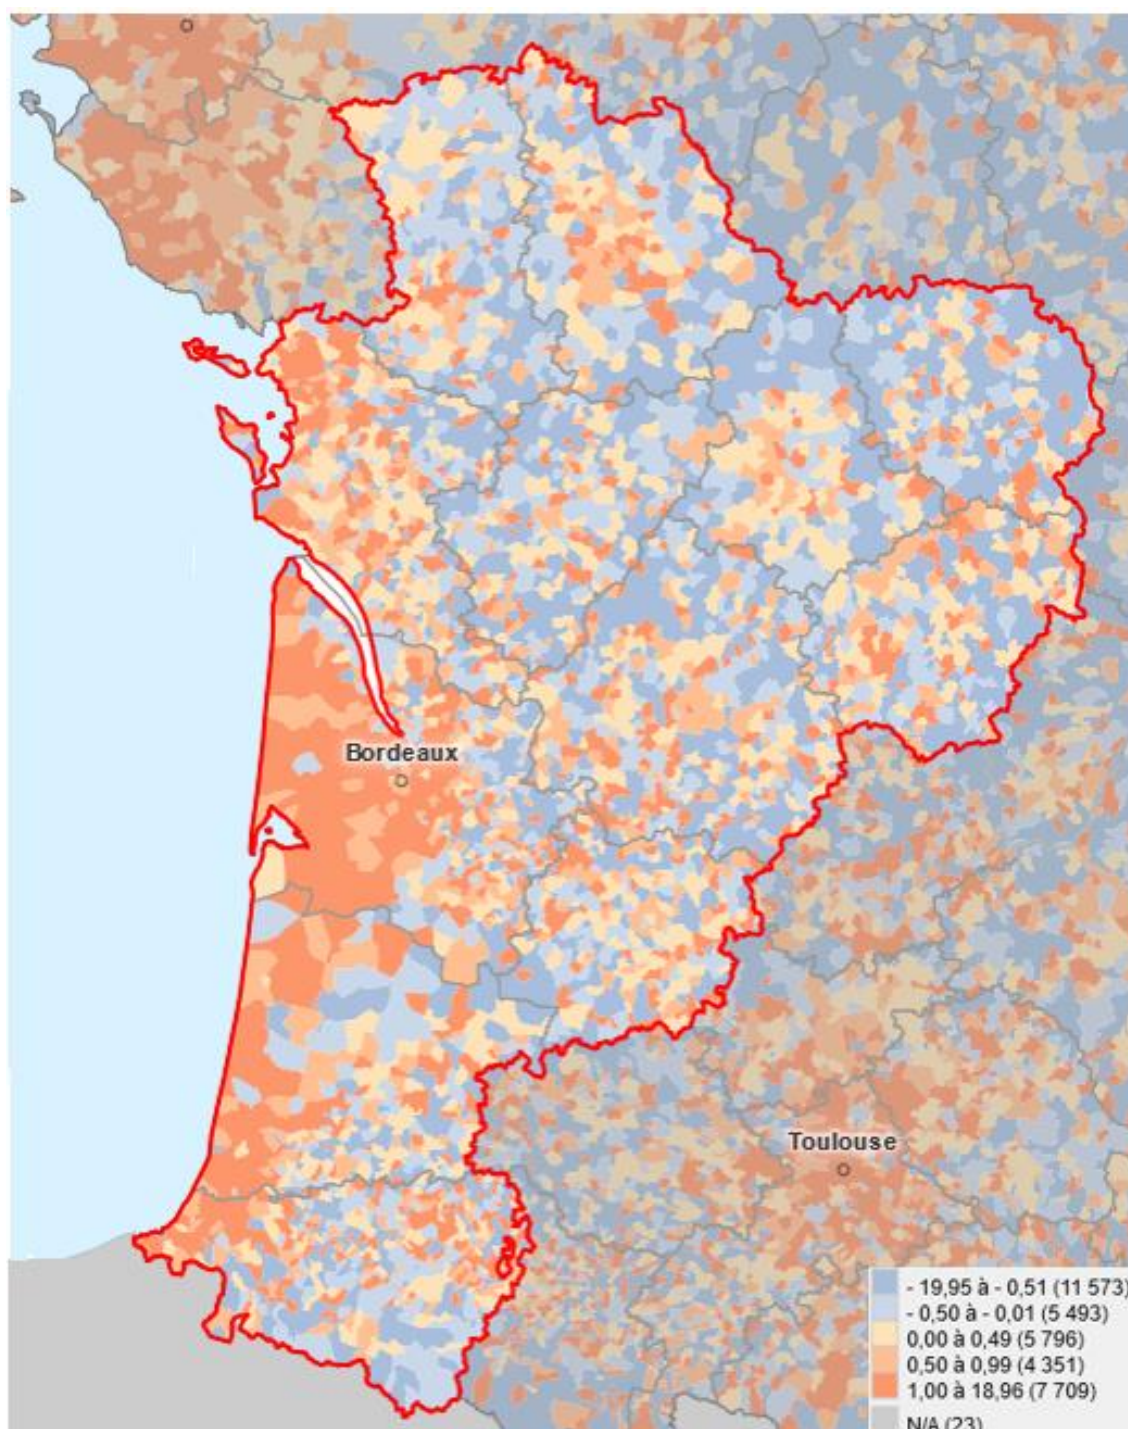 Bordeaux
Toulouse
- 19,95 à - 0,51 (11 573)
- 0,50 à - 0,01 (5 493)
0,00 à 0,49 (5 796)
0,50 à 0,99 (4 351)
1,00 à 18,96 (7 709)
N/A (23)